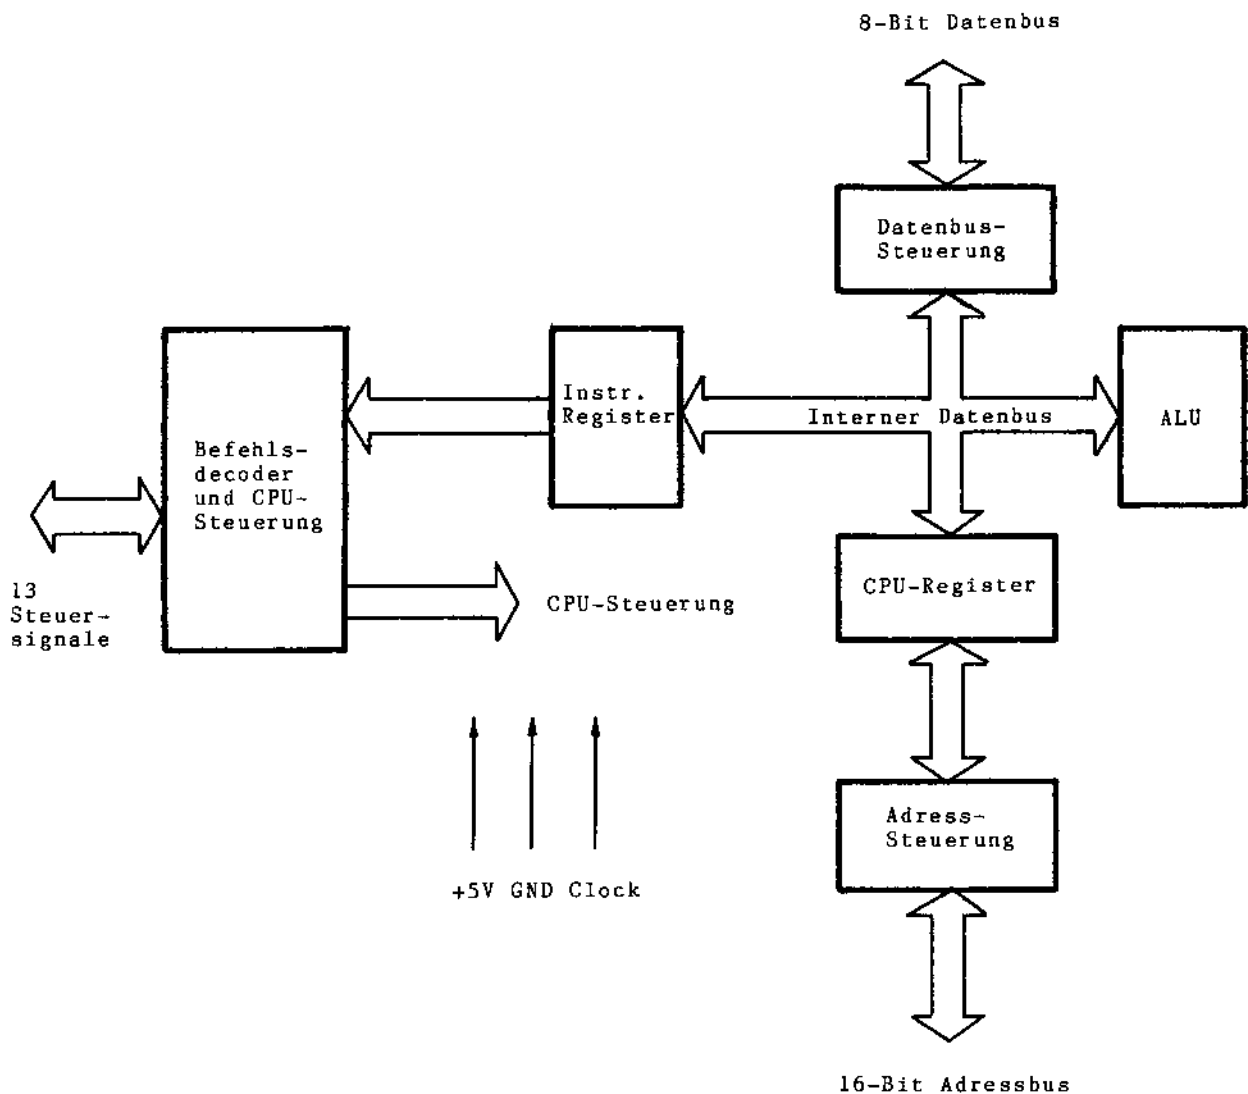 8-Bit Datenbus
Datenbus-
Steuerung
Instr.
Register
Interner Datenbus
ALU
Befehls-
decoder
und CPU-
Steuerung
13
Steuer-
signale
CPU-Steuerung
CPU-Register
+5V GND Clock
Adress-
Steuerung
16-Bit Adressbus